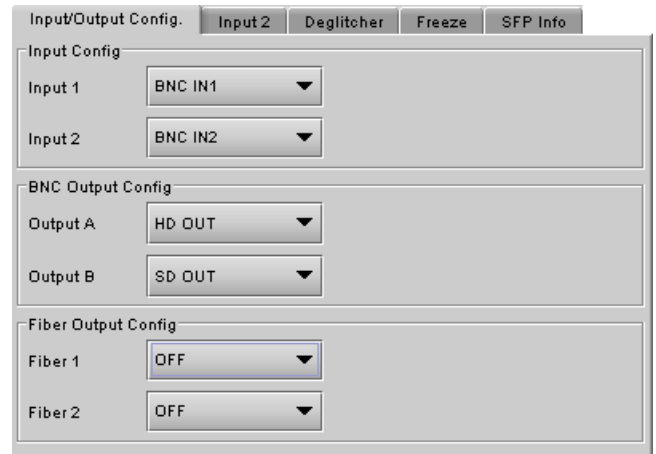 Input/Output Config. Input 2 Deglitcher Freeze SFP Info
Input Config
Input 1 BNC IN1
Input 2 BNC IN2
BNC Output Config
Output A HD OUT
Output B SD OUT
Fiber Output Config
Fiber 1 OFF
Fiber 2 OFF